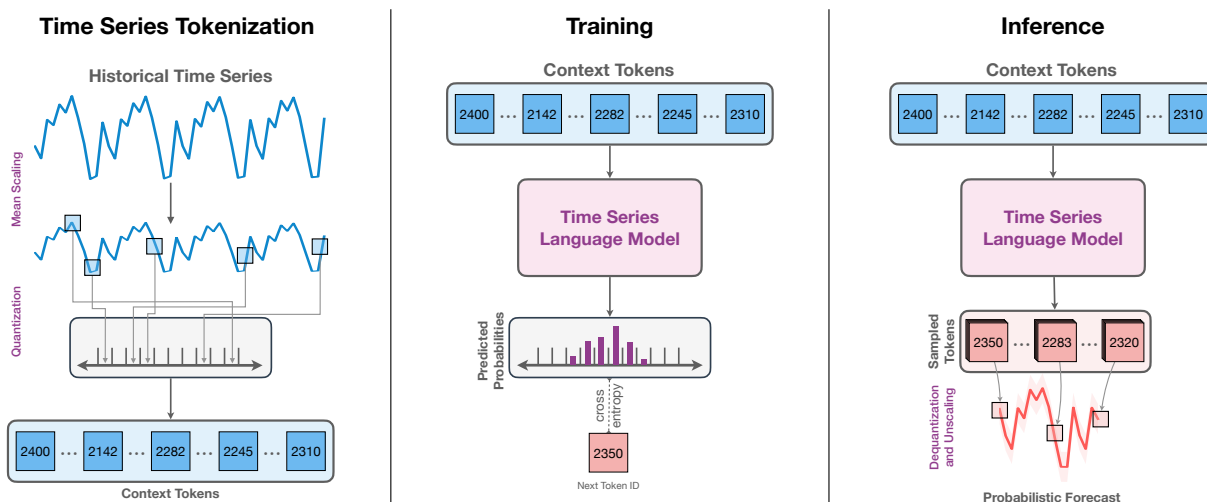 Time Series Tokenization
Historical Time Series
Mean Scaling
Quantization
2400 ... 2142 ... 2282 ... 2245 ... 2310
Context Tokens
Training
Context Tokens
2400 ... 2142 ... 2282 ... 2245 ... 2310
Time Series
Language Model
Predicted
Probabilities
cross
entropy
2350
Next Token ID
Inference
Context Tokens
2400 ... 2142 ... 2282 ... 2245 ... 2310
Time Series
Language Model
Sampled
Tokens
2350 ... 2283 ... 2320
Dequantization
and Unscaling
Probabilistic Forecast